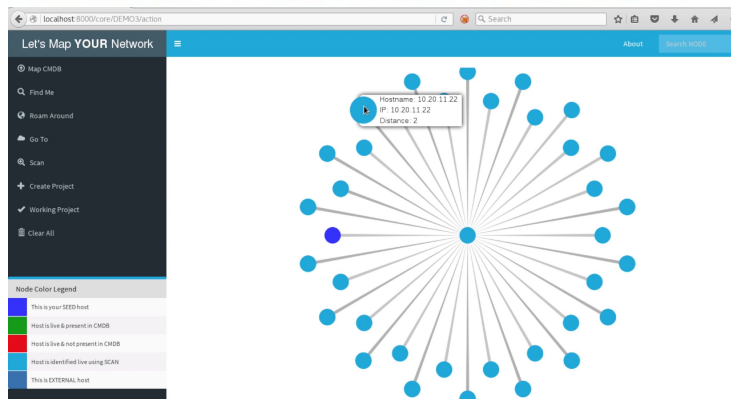 localhost:8000/core/DEMO3/action
Search
Let's Map YOUR Network
About
Search NODE
Map CMDB
Find Me
Roam Around
Go To
Scan
Create Project
Working Project
Clear All
Hostname: 10.20.11.22
IP: 10.20.11.22
Distance: 2
Node Color Legend
This is your SEED host
Host is live & present in CMDB
Host is live & not present in CMDB
Host is identified live using SCAN
This is EXTERNAL host